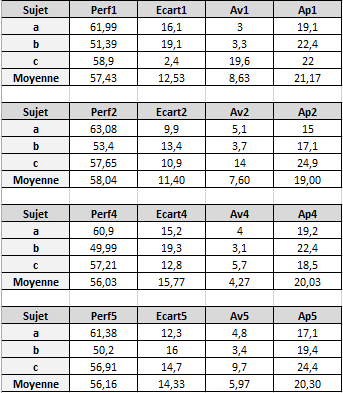 Sujet Perf1 Ecart1 Av1 Ap1
a 61,99 16,1 3 19,1
b 51,39 19,1 3,3 22,4
c 58,9 2,4 19,6 22
Moyenne 57,43 12,53 8,63 21,17
Sujet Perf2 Ecart2 Av2 Ap2
a 63,08 9,9 5,1 15
b 53,4 13,4 3,7 17,1
c 57,65 10,9 14 24,9
Moyenne 58,04 11,40 7,60 19,00
Sujet Perf4 Ecart4 Av4 Ap4
a 60,9 15,2 4 19,2
b 49,99 19,3 3,1 22,4
c 57,21 12,8 5,7 18,5
Moyenne 56,03 15,77 4,27 20,03
Sujet Perf5 Ecart5 Av5 Ap5
a 61,38 12,3 4,8 17,1
b 50,2 16 3,4 19,4
c 56,91 14,7 9,7 24,4
Moyenne 56,16 14,33 5,97 20,30